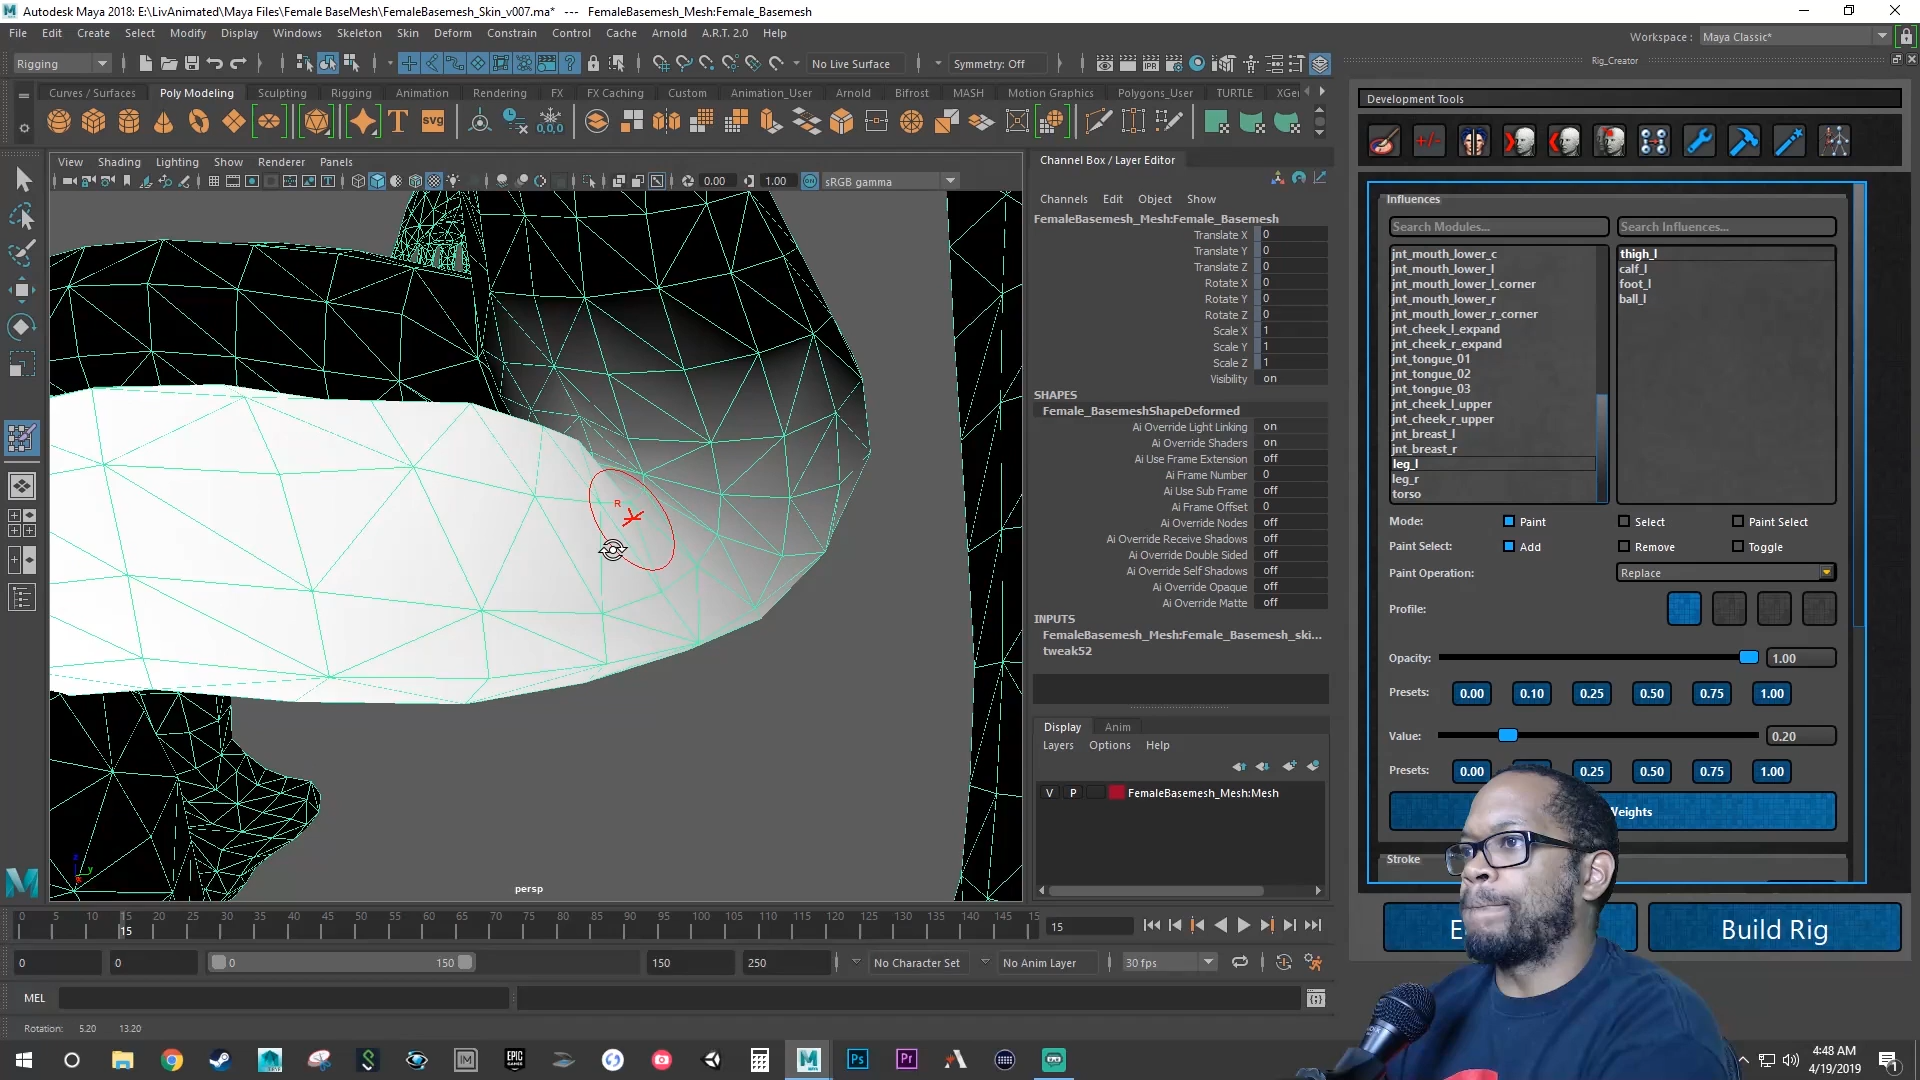 Autodesk Maya 2018: E:\LivAnimated\Maya Files\Female BaseMesh\FemaleBasemesh_Skin_v007.ma* --- FemaleBasemesh_Mesh:Female_Basemesh
File Edit Create Select Modify Display Windows Skeleton Skin Deform Constrain Control Cache Arnold A.R.T. 2.0 Help
Workspace : Maya Classic*
Rigging No Live Surface Symmetry: Off
Rig_Creator
Curves / Surfaces Poly Modeling Sculpting Rigging Animation Rendering FX FX Caching Custom Animation_User Arnold Bifrost MASH Motion Graphics Polygons_User TURTLE XGe
Development Tools
T svg 0,0,0
+/-
View Shading Lighting Show Renderer Panels
Channel Box / Layer Editor
0.00 1.00 sRGB gamma
Channels Edit Object Show
FemaleBasemesh_Mesh:Female_Basemesh
Translate X 0
Translate Y 0
Translate Z 0
Rotate X 0
Rotate Y 0
Rotate Z 0
Scale X 1
Scale Y 1
Scale Z 1
Visibility on
SHAPES
Female_BasemeshShapeDeformed
Ai Override Light Linking on
Ai Override Shaders on
Ai Use Frame Extension off
Ai Frame Number 0
Ai Use Sub Frame off
Ai Frame Offset 0
Ai Override Nodes off
Ai Override Receive Shadows off
Ai Override Double Sided off
Ai Override Self Shadows off
Ai Override Opaque off
Ai Override Matte off
INPUTS
FemaleBasemesh_Mesh:Female_Basemesh_ski...
tweak52
Display Anim
Layers Options Help
V P FemaleBasemesh_Mesh:Mesh
Influences
Search Modules... Search Influences...
jnt_mouth_lower_c
jnt_mouth_lower_l
jnt_mouth_lower_l_corner
jnt_mouth_lower_r
jnt_mouth_lower_r_corner
jnt_cheek_l_expand
jnt_cheek_r_expand
jnt_tongue_01
jnt_tongue_02
jnt_tongue_03
jnt_cheek_l_upper
jnt_cheek_r_upper
jnt_breast_l
jnt_breast_r
leg_l
leg_r
torso
thigh_l
calf_l
foot_l
ball_l
Mode: Paint Select Paint Select
Paint Select: Add Remove Toggle
Paint Operation: Replace
Profile:
Opacity: 1.00
Presets: 0.00 0.10 0.25 0.50 0.75 1.00
Value: 0.20
Presets: 0.00 0.25 0.50 0.75 1.00
Weights
Stroke
E Build Rig
R
persp
0 5 10 15 20 25 30 35 40 45 50 55 60 65 70 75 80 85 90 95 100 105 110 115 120 125 130 135 140 145 15
15
15
0 0 0 150 150 250 No Character Set No Anim Layer 30 fps
MEL
Rotation: 5.20 13.20
IM EPIC GAMES M Ps Pr
4:48 AM
4/19/2019
1